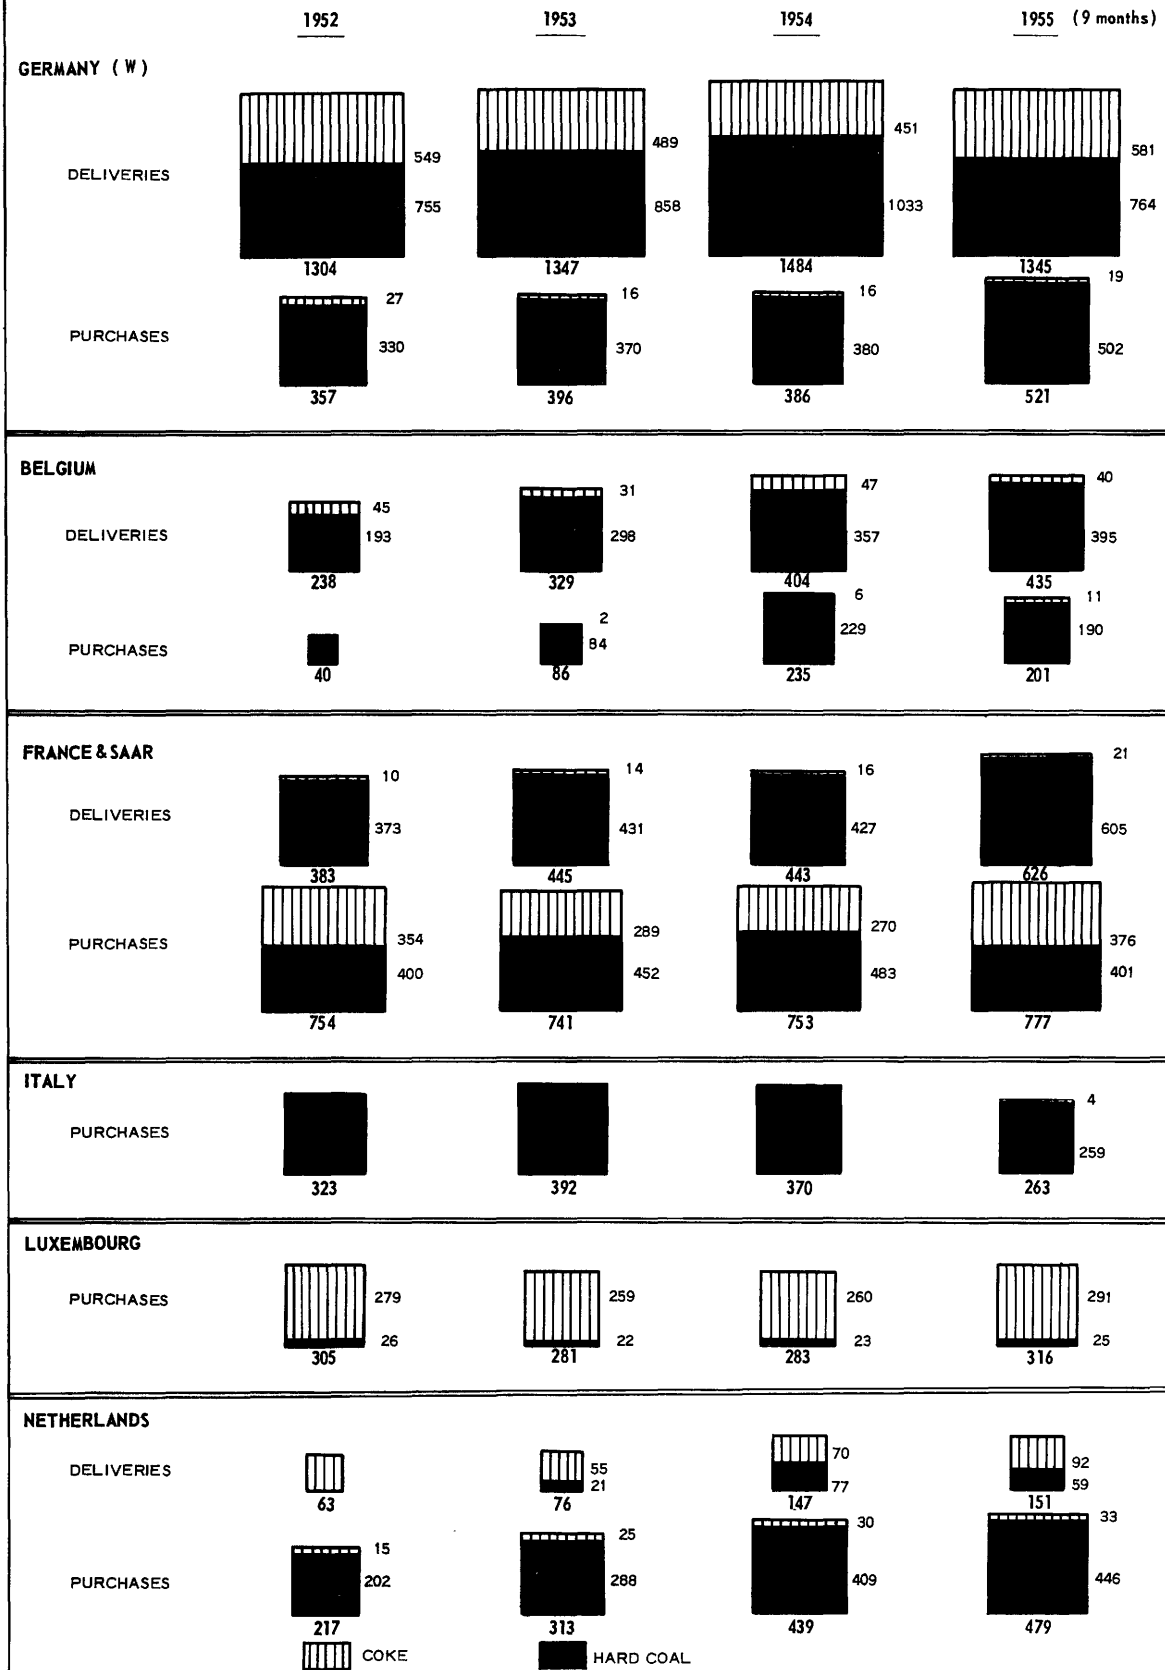 1952 1953 1954 1955 (9 months)
GERMANY (W)
DELIVERIES
549 489 451 581
755 858 1033 764
1304 1347 1484 1345
PURCHASES
27 16 16 19
330 370 380 502
357 396 386 521
BELGIUM
DELIVERIES
45 31 47 40
193 298 357 395
238 329 404 435
PURCHASES
2 6 11
84 229 190
40 86 235 201
FRANCE & SAAR
DELIVERIES
10 14 16 21
373 431 427 605
383 445 443 626
PURCHASES
354 289 270 376
400 452 483 401
754 741 753 777
ITALY
PURCHASES
4
259
323 392 370 263
LUXEMBOURG
PURCHASES
279 259 260 291
26 22 23 25
305 281 283 316
NETHERLANDS
DELIVERIES
55 70 92
21 77 59
63 76 147 151
PURCHASES
15 25 30 33
202 288 409 446
217 313 439 479
COKE HARD COAL